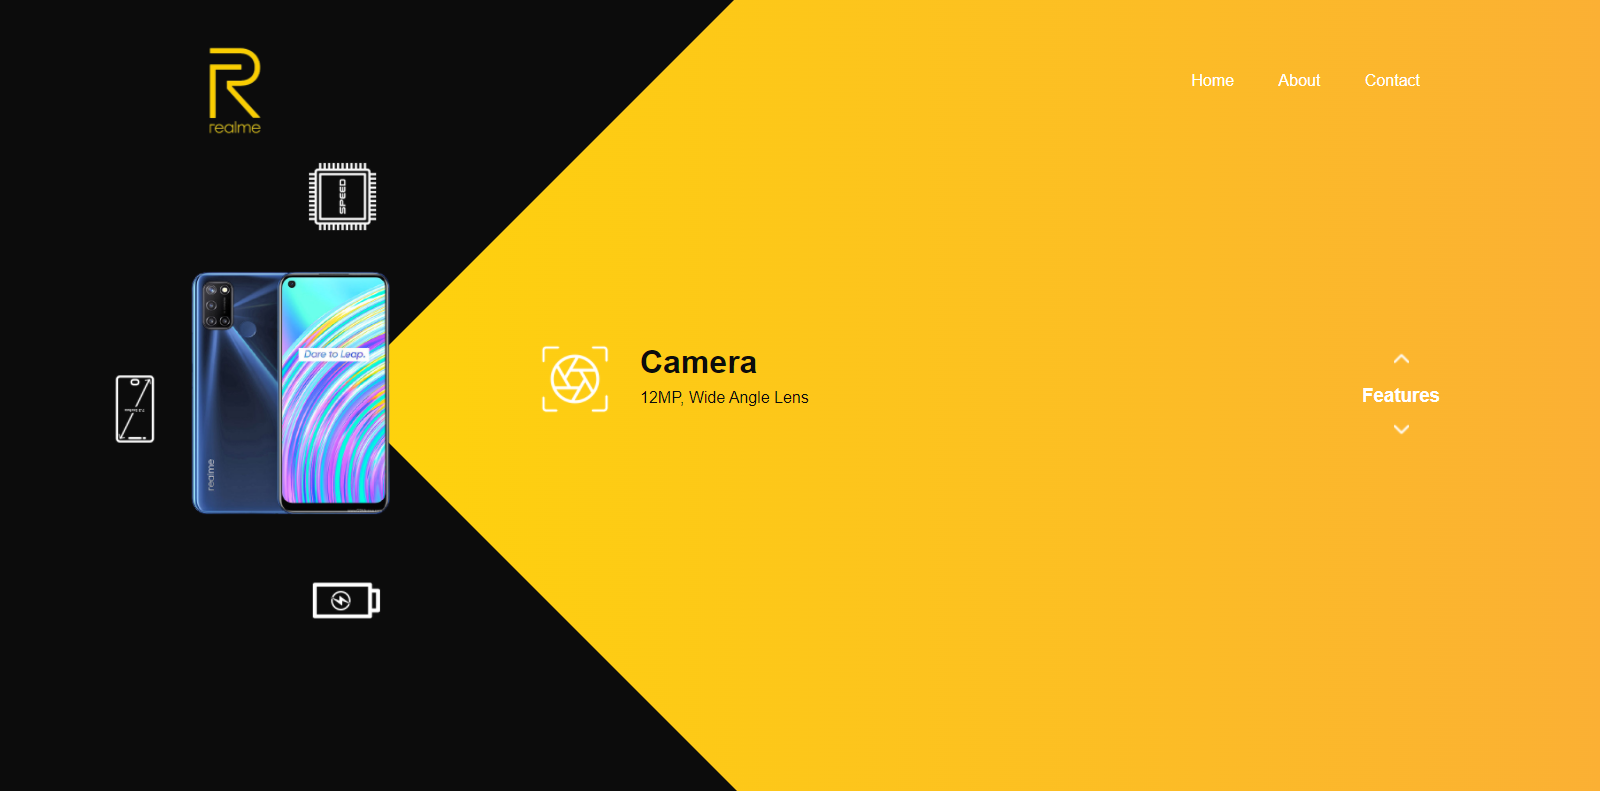 realme
Home
About
Contact
SPEED
Dare to Leap.
Camera
12MP, Wide Angle Lens
Features
realme